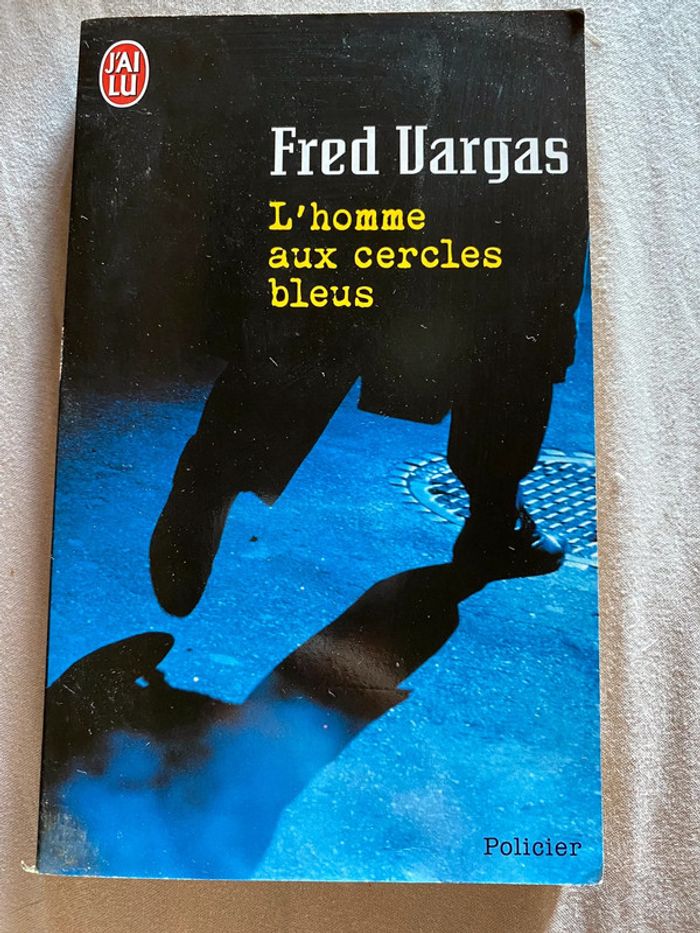 J'AI
LU
Fred Vargas
L'homme
aux cercles
bleus
Policier